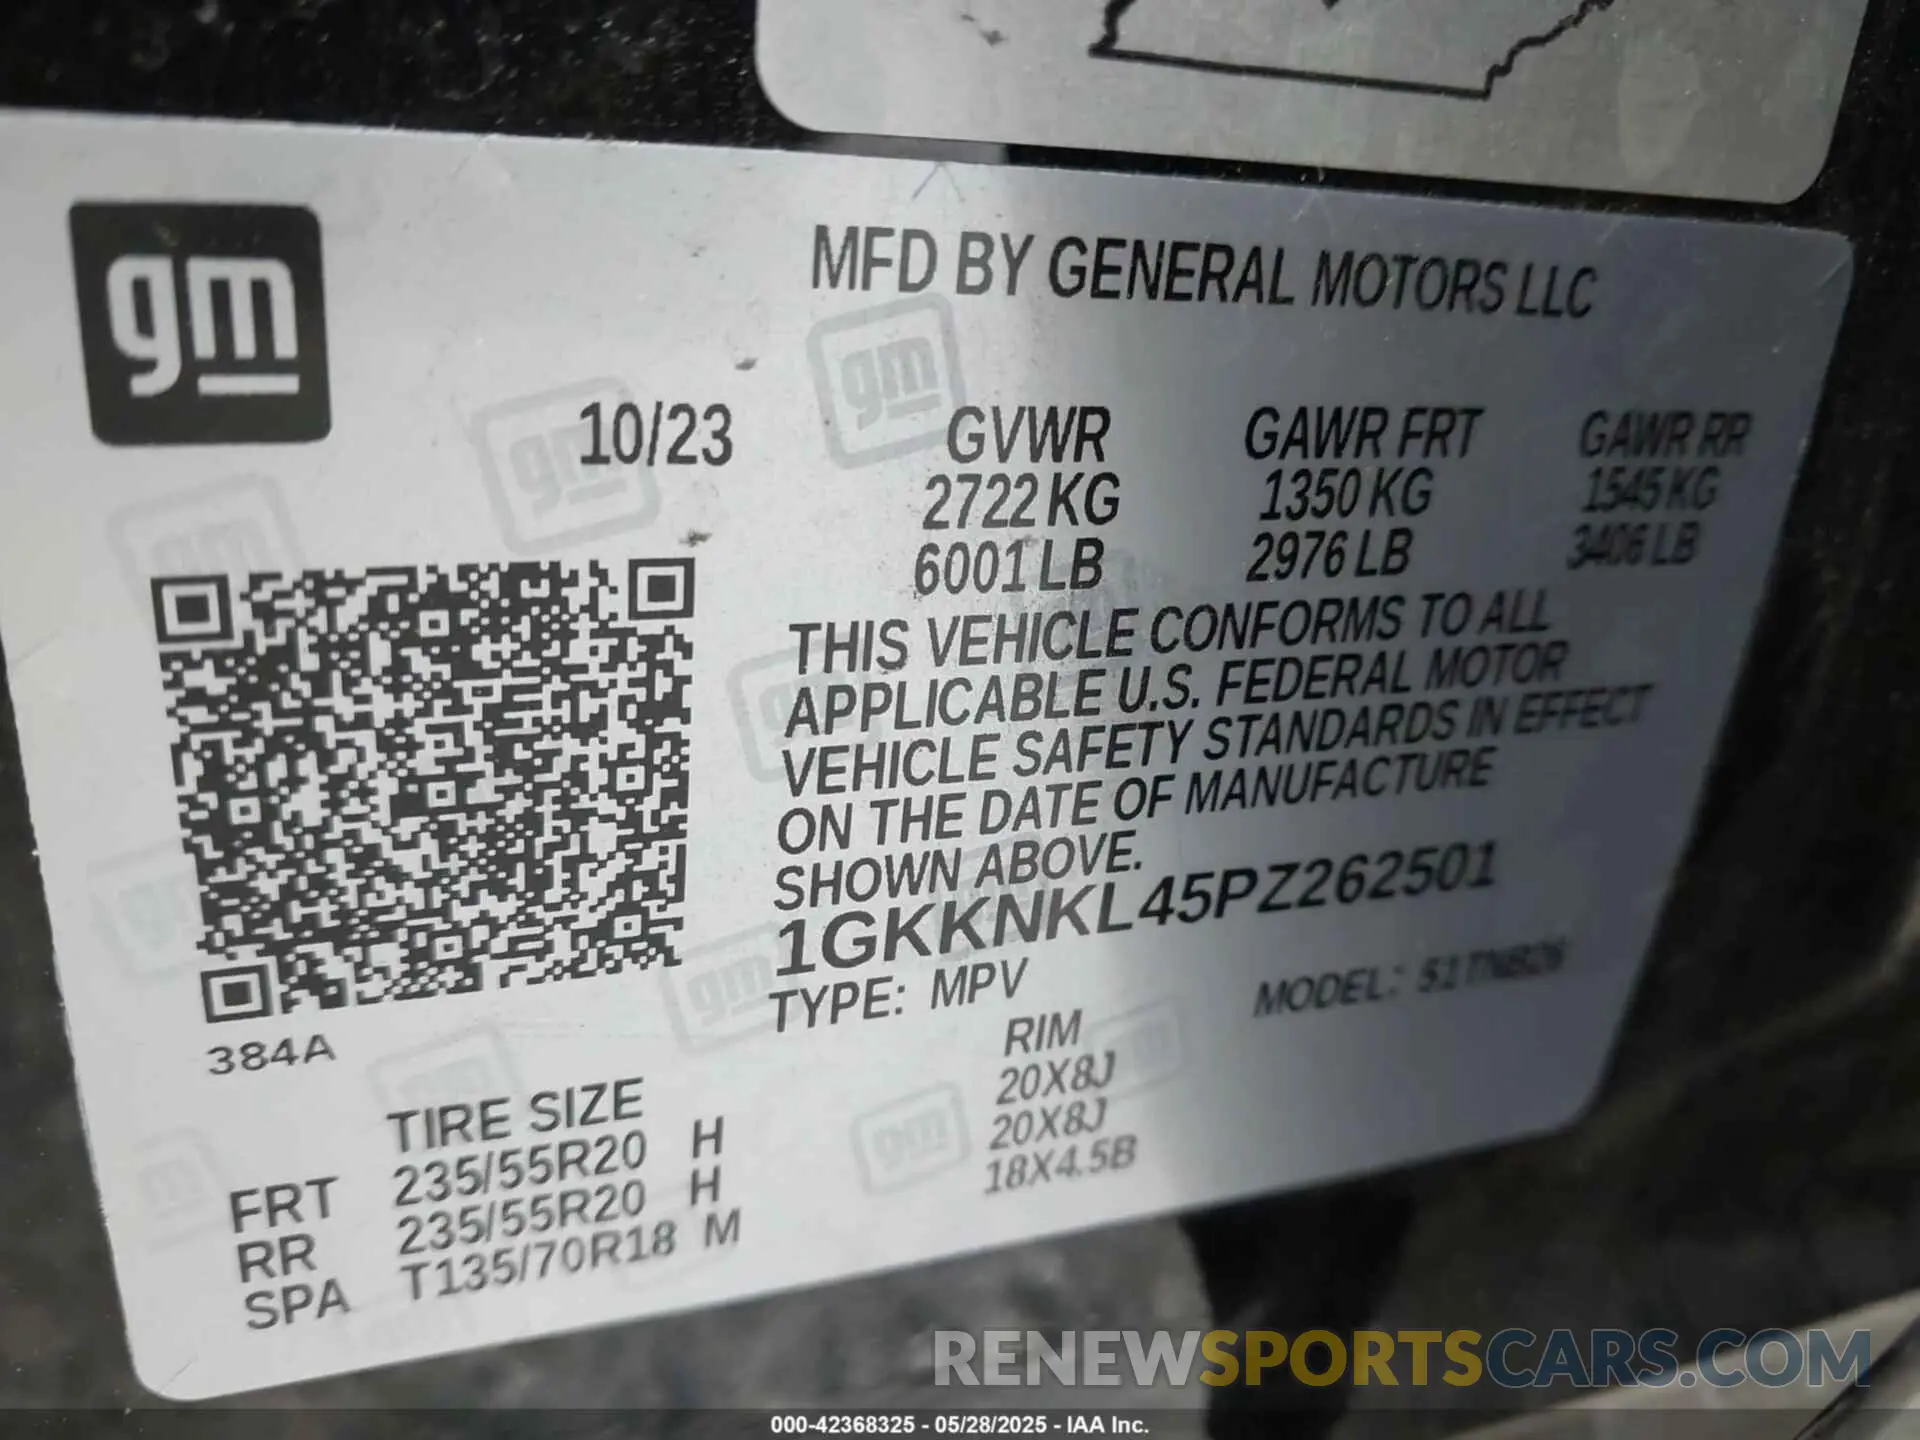 gm
MFD BY GENERAL MOTORS LLC
10/23
GVWR GAWR FRT GAWR RR
2722 KG 1350 KG 1545 KG
6001 LB 2976 LB 3406 LB
THIS VEHICLE CONFORMS TO ALL
APPLICABLE U.S. FEDERAL MOTOR
VEHICLE SAFETY STANDARDS IN EFFECT
ON THE DATE OF MANUFACTURE
SHOWN ABOVE.
1GKKNKL45PZ262501
TYPE: MPV MODEL: 51TNB26
384A
TIRE SIZE RIM
FRT 235/55R20 H 20X8J
RR 235/55R20 H 20X8J
SPA T135/70R18 M 18X4.5B
RENEWSPORTSCARS.COM
000-42368325 - 05/28/2025 - IAA Inc.